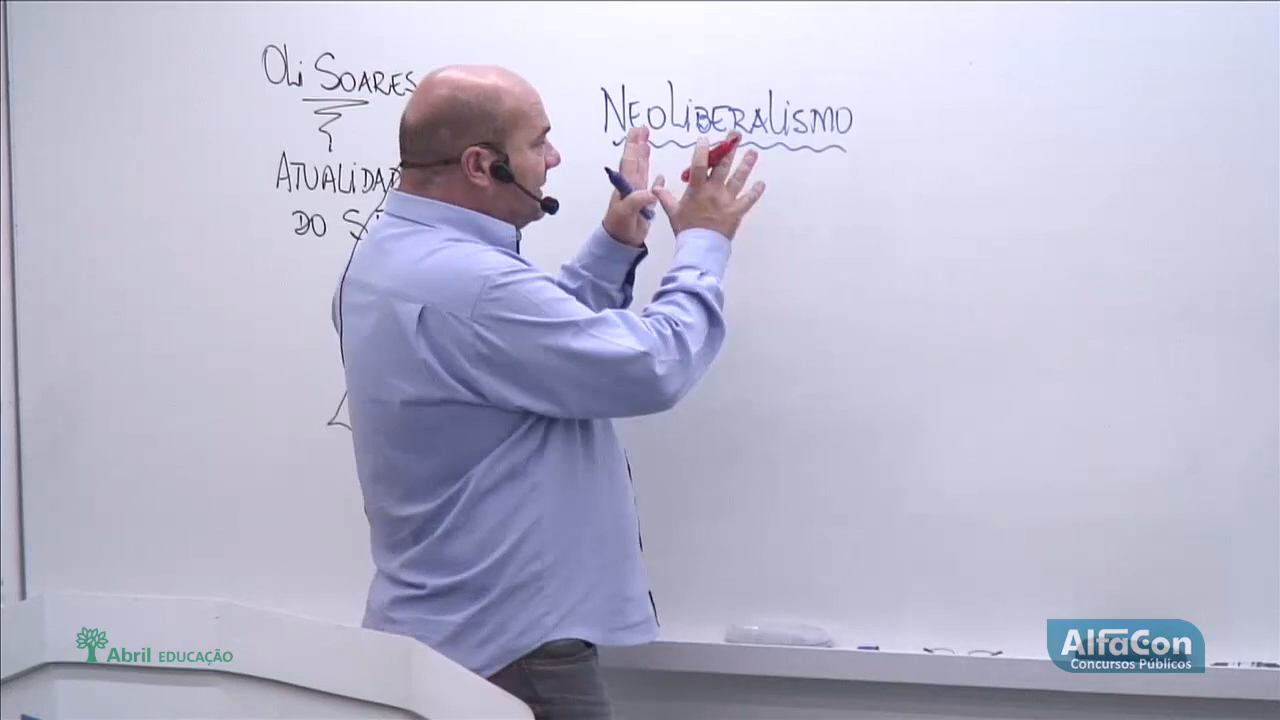 OLi SOARES
NEOLIBERALISMO
ATUALIDAD
DO
Abril EDUCAÇÃO
AlfaCon
Concursos Públicos